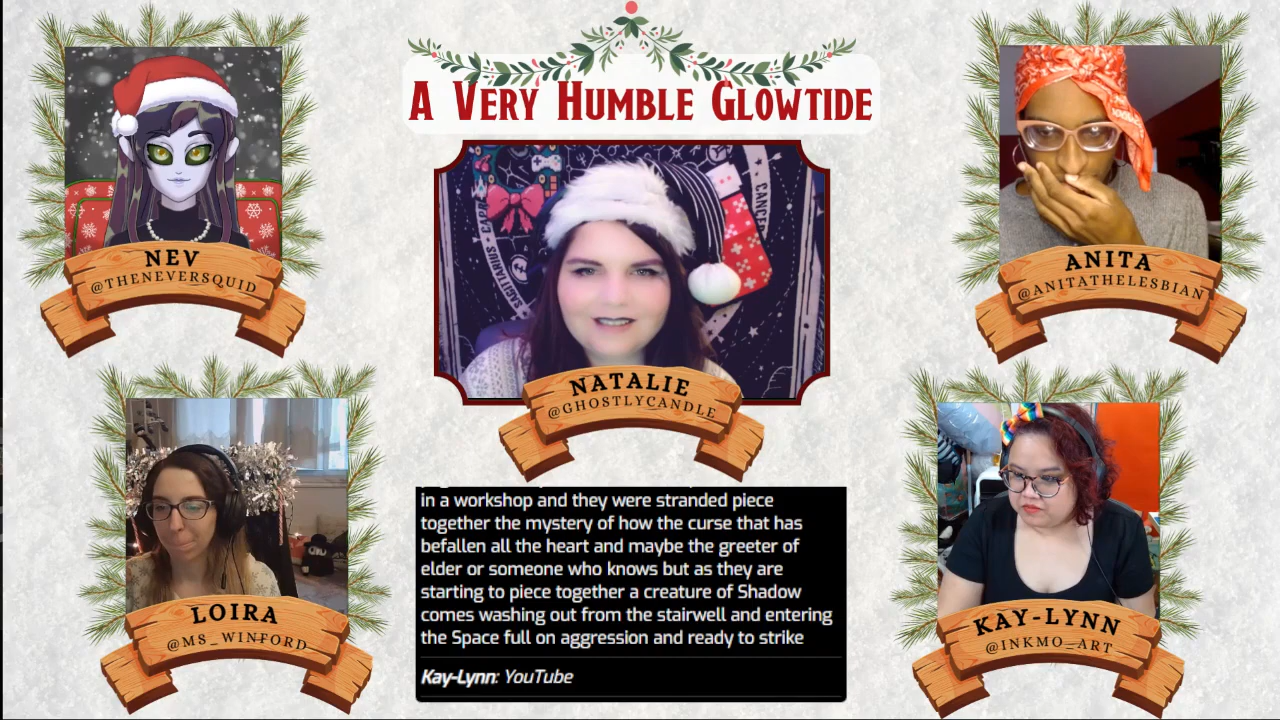 A VERY HUMBLE GLOWTIDE
NEV
@THENEVERSQUID
CANCER
SAGITTARIUS
NATALIE
@GHOSTLYCANDLE
ANITA
@ANITATHELESBIAN
LOIRA
@MS_WINFORD
in a workshop and they were stranded piece
together the mystery of how the curse that has
befallen all the heart and maybe the greeter of
elder or someone who knows but as they are
starting to piece together a creature of Shadow
comes washing out from the stairwell and entering
the Space full on aggression and ready to strike
Kay-Lynn: YouTube
KAY-LYNN
@INKMO_ART